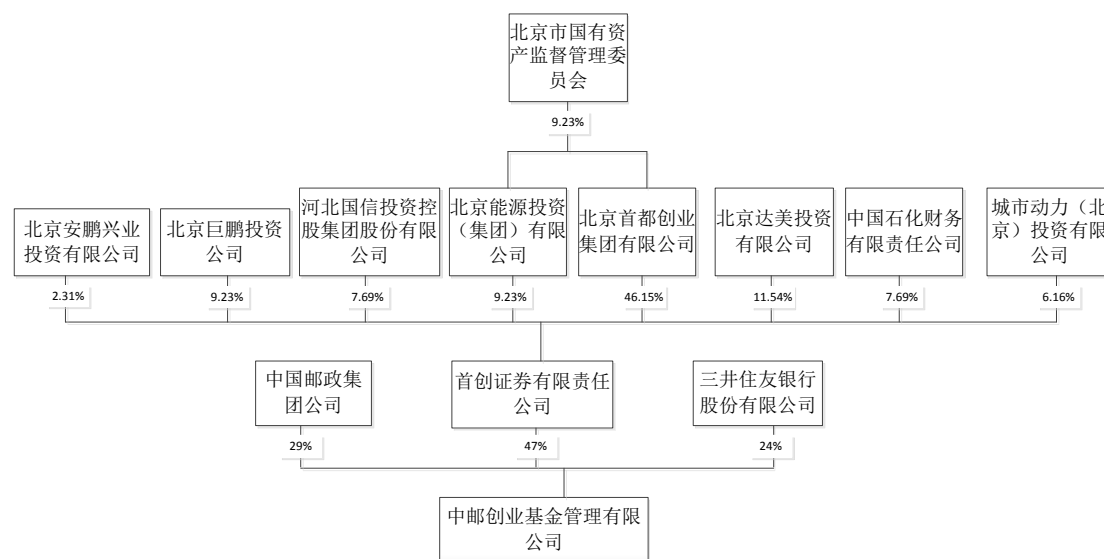 北京市国有资
产监督管理委
员会
9.23%
北京安鹏兴业
投资有限公司
北京巨鹏投资
公司
河北国信投资控
股集团股份有限
公司
北京能源投资
（集团）有限
公司
北京首都创业
集团有限公司
北京达美投资
有限公司
中国石化财务
有限责任公司
城市动力（北
京）投资有限
公司
2.31%
9.23%
7.69%
9.23%
46.15%
11.54%
7.69%
6.16%
中国邮政集
团公司
首创证券有限责任
公司
三井住友银行
股份有限公司
29%
47%
24%
中邮创业基金管理有限
公司